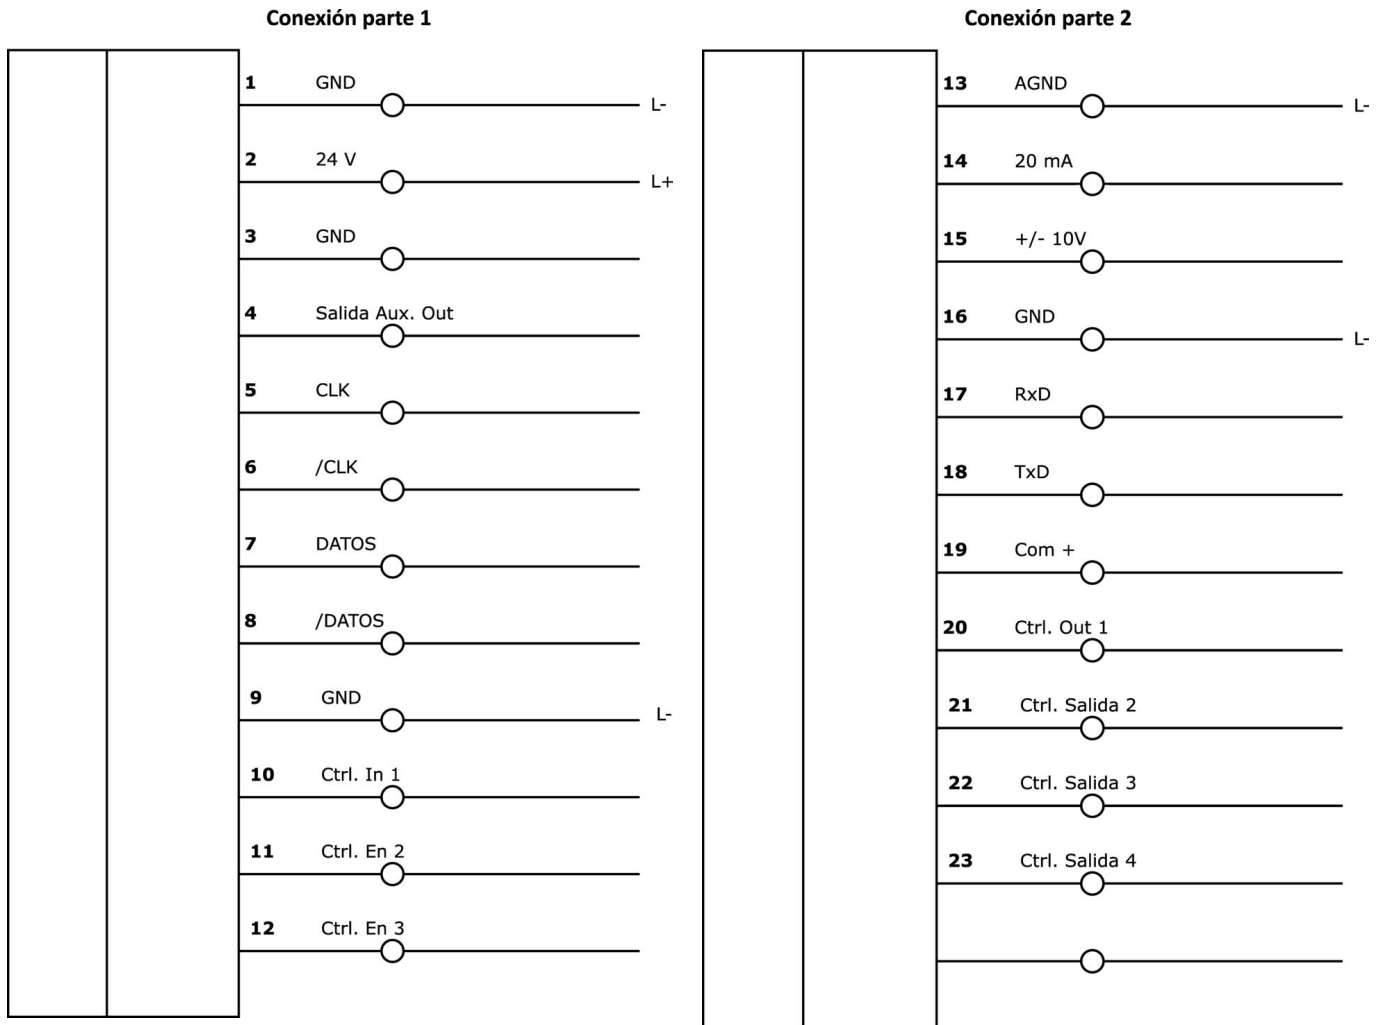 Conexión parte 1
1 GND
L-
2 24 V
L+
3 GND
4 Salida Aux. Out
5 CLK
6 /CLK
7 DATOS
8 /DATOS
9 GND
L-
10 Ctrl. In 1
11 Ctrl. En 2
12 Ctrl. En 3
Conexión parte 2
13 AGND
L-
14 20 mA
15 +/- 10V
16 GND
L-
17 RxD
18 TxD
19 Com +
20 Ctrl. Out 1
21 Ctrl. Salida 2
22 Ctrl. Salida 3
23 Ctrl. Salida 4